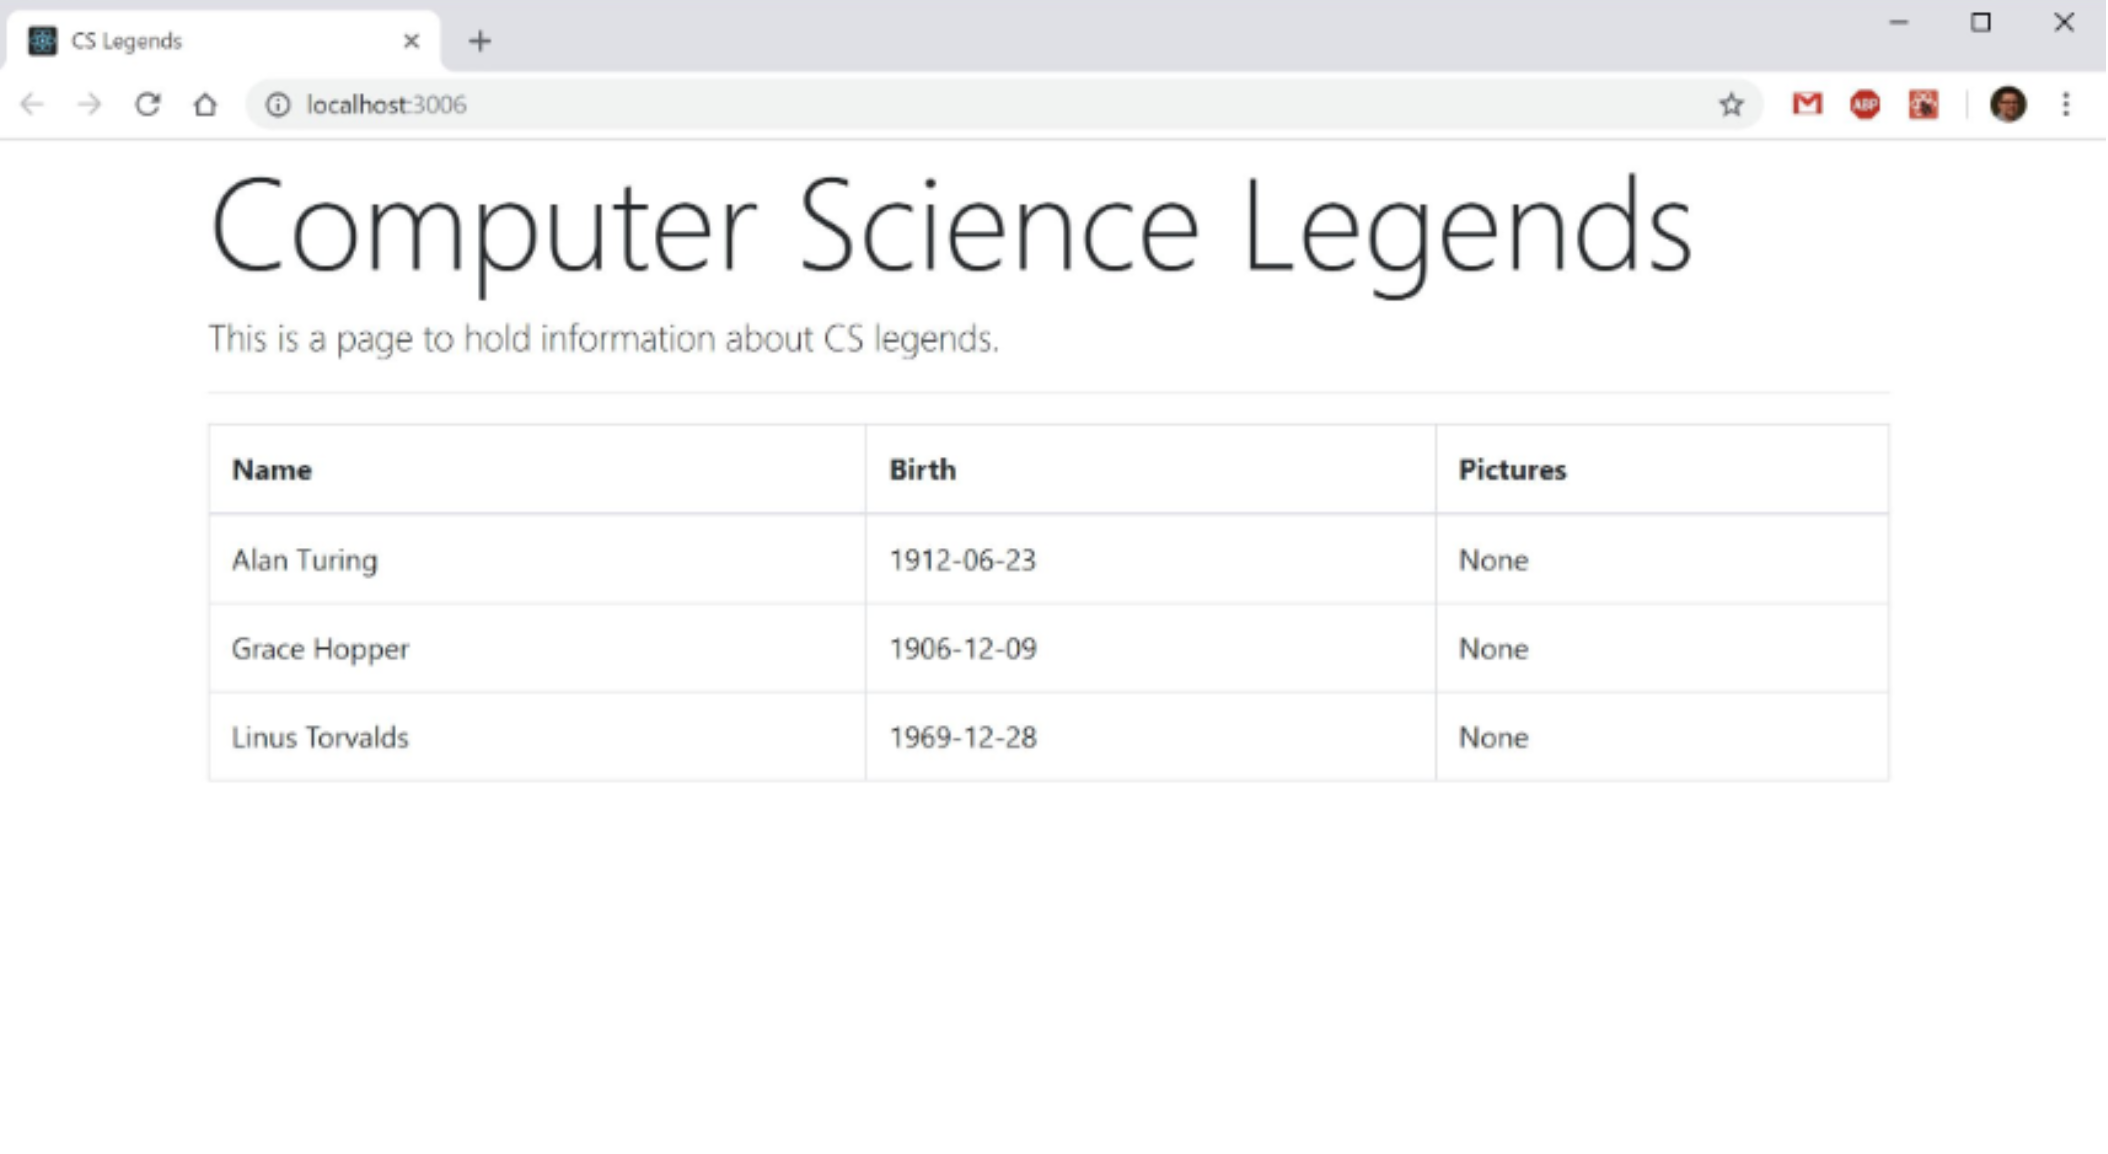 CS Legends
localhost:3006
ABP
Computer Science Legends
This is a page to hold information about CS legends.
Name Birth Pictures
Alan Turing 1912-06-23 None
Grace Hopper 1906-12-09 None
Linus Torvalds 1969-12-28 None